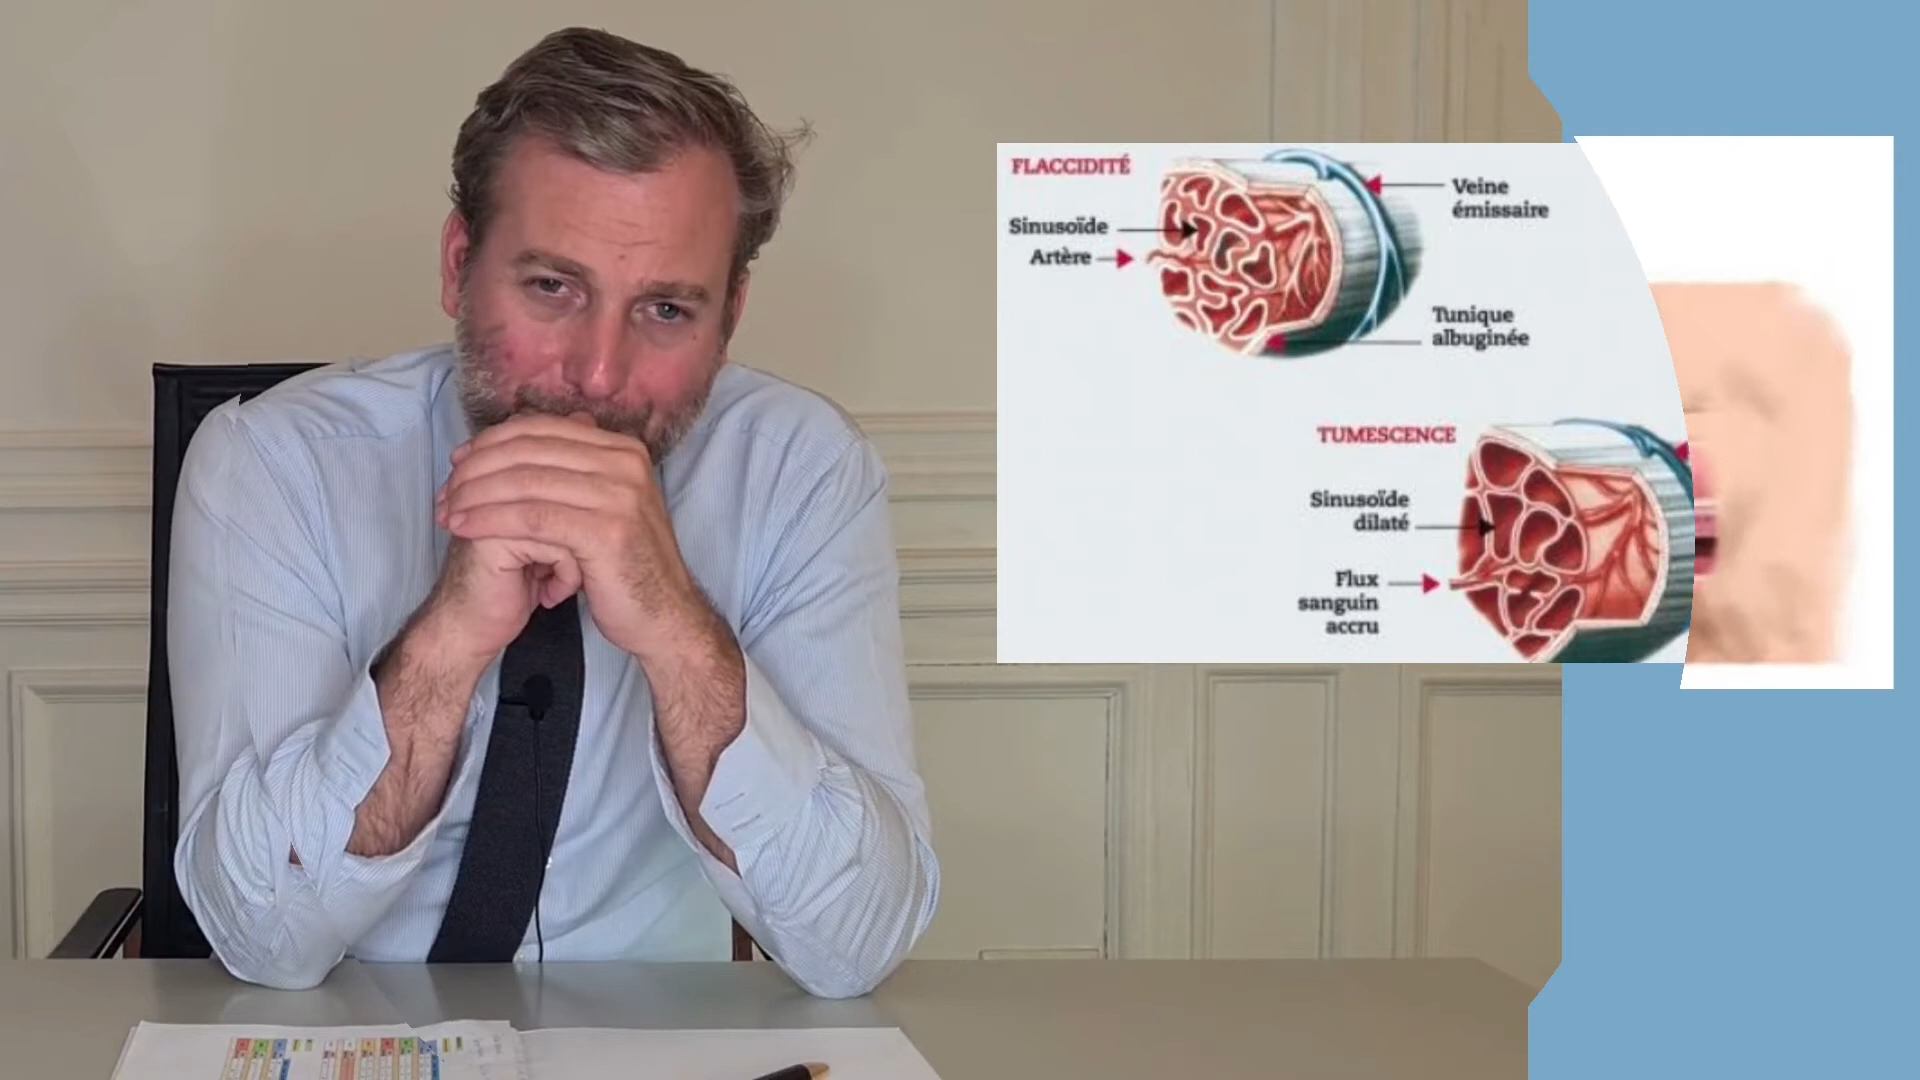 FLACCIDITÉ
Sinusoïde
Artère
Veine
émissaire
Tunique
albuginée
TUMESCENCE
Sinusoïde
dilaté
Flux
sanguin
accru